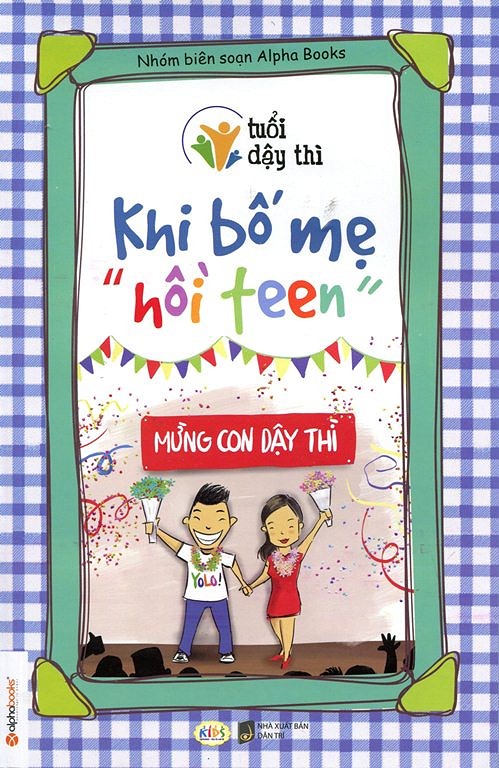 Nhóm biên soạn Alpha Books
tuổi
dậy thì
Khi bố mẹ
"hồi teen"
MỪNG CON DẬY THÌ
YOLO!
alphabooks
KIDS
NHÀ XUẤT BẢN
DÂN TRÍ